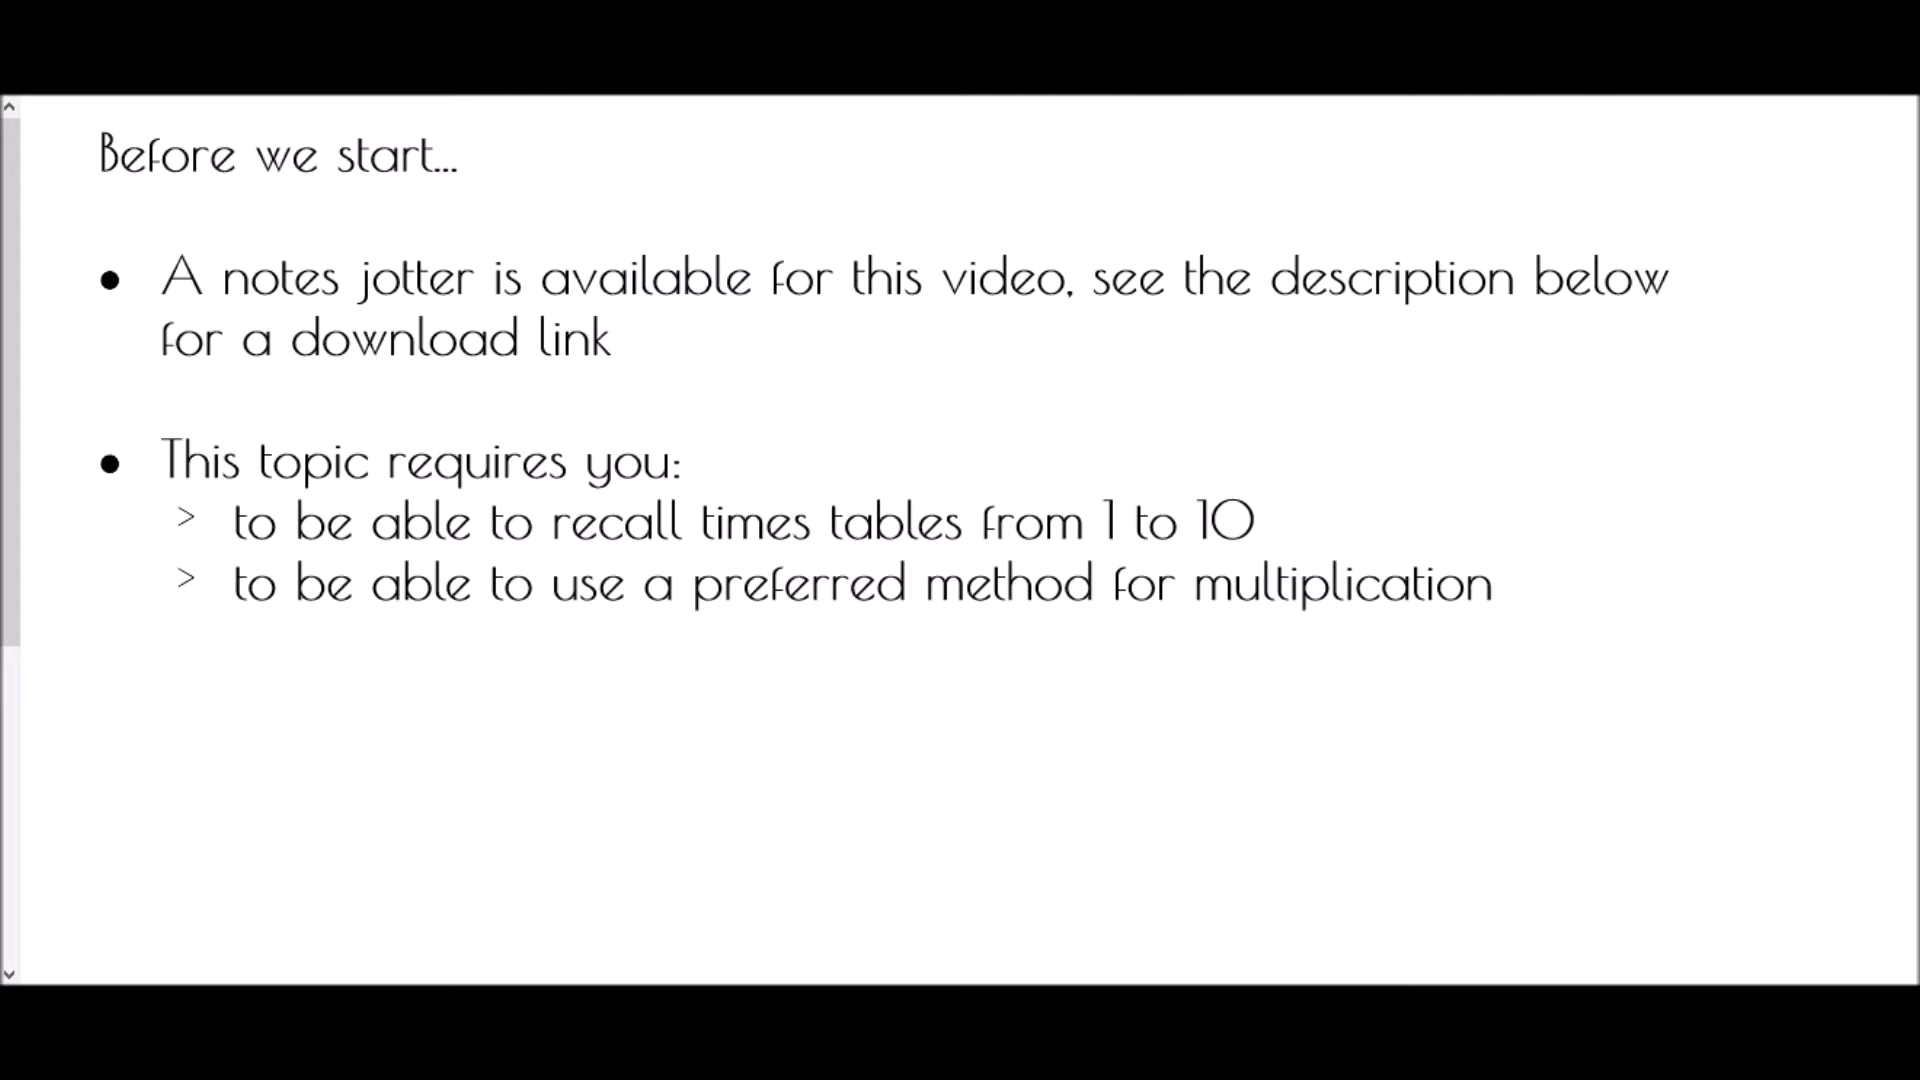 Before we start...
● A notes jotter is available for this video, see the description below
for a download link
● This topic requires you:
> to be able to recall times tables from 1 to 10
> to be able to use a preferred method for multiplication